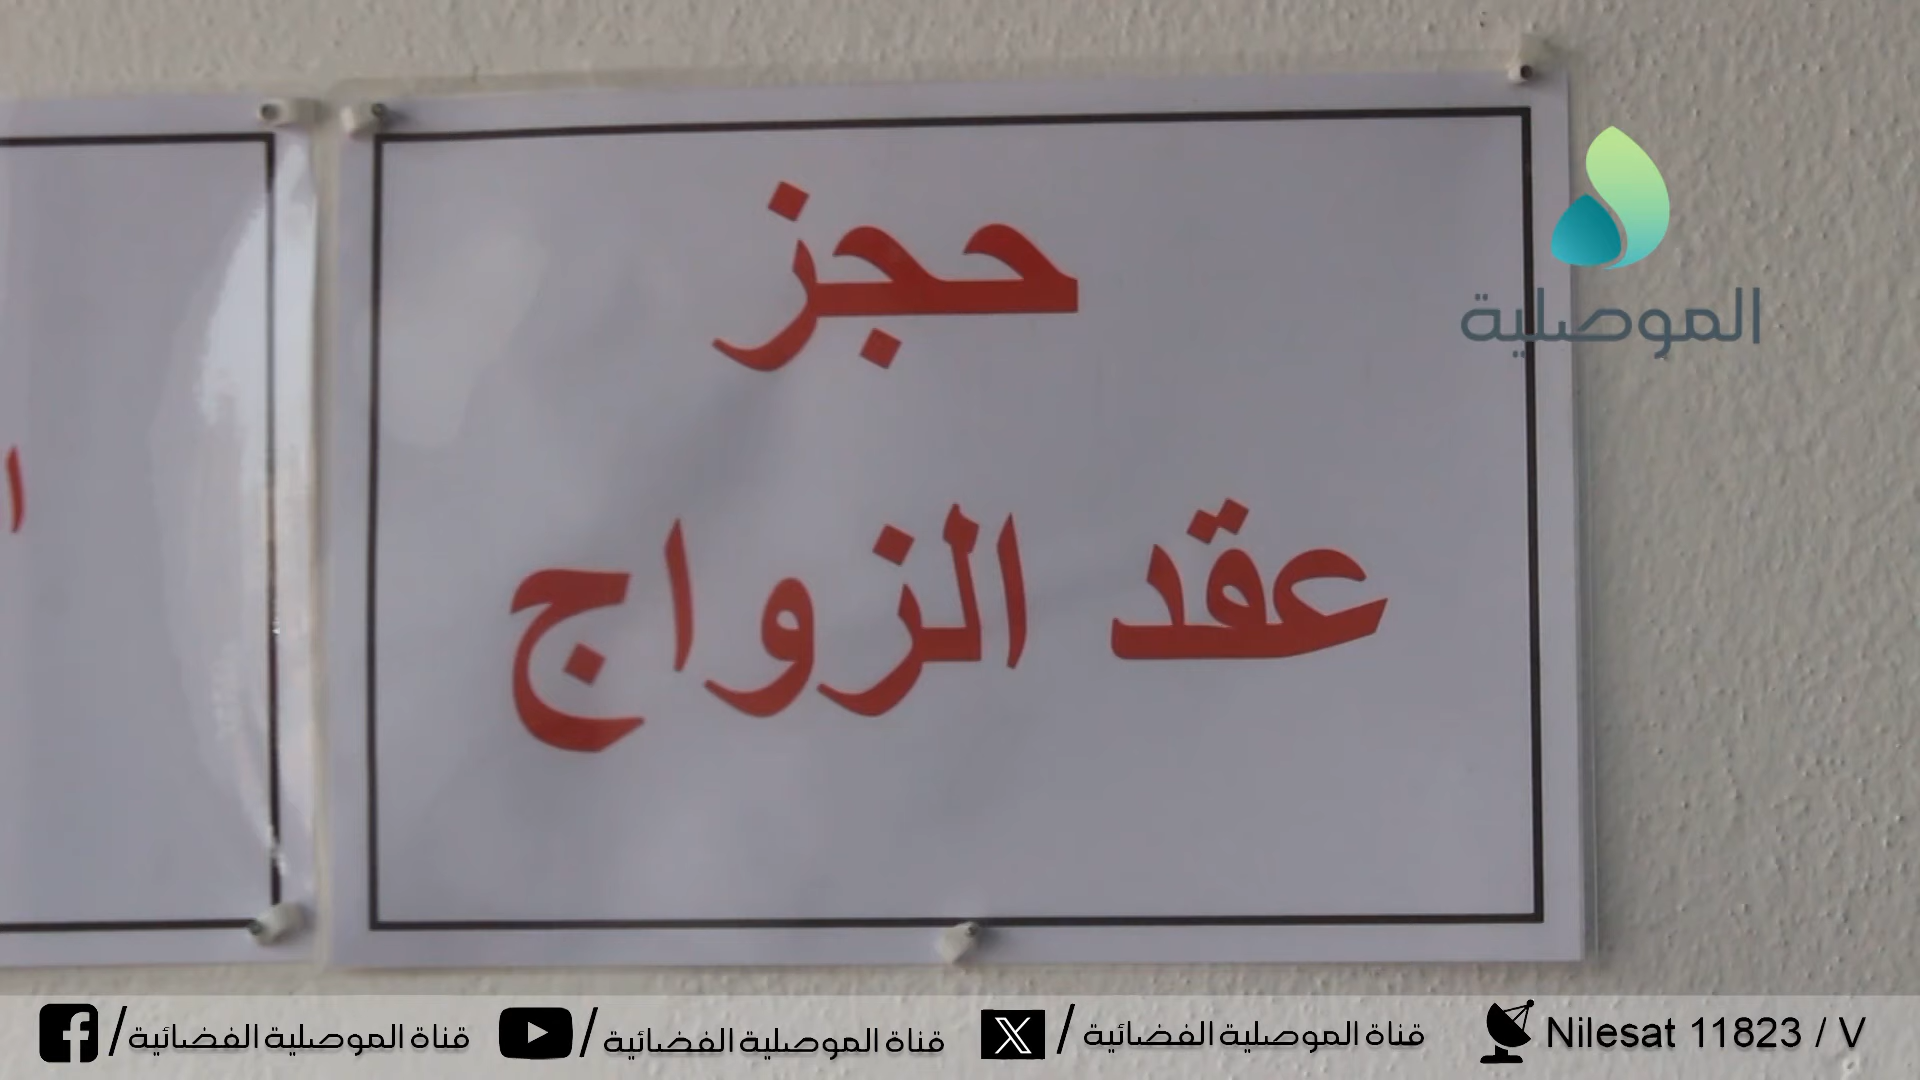 حجز
عقد الزواج
الموصلية
قناة الموصلية الفضائية/
قناة الموصلية الفضائية/
قناة الموصلية الفضائية/
Nilesat 11823 / V